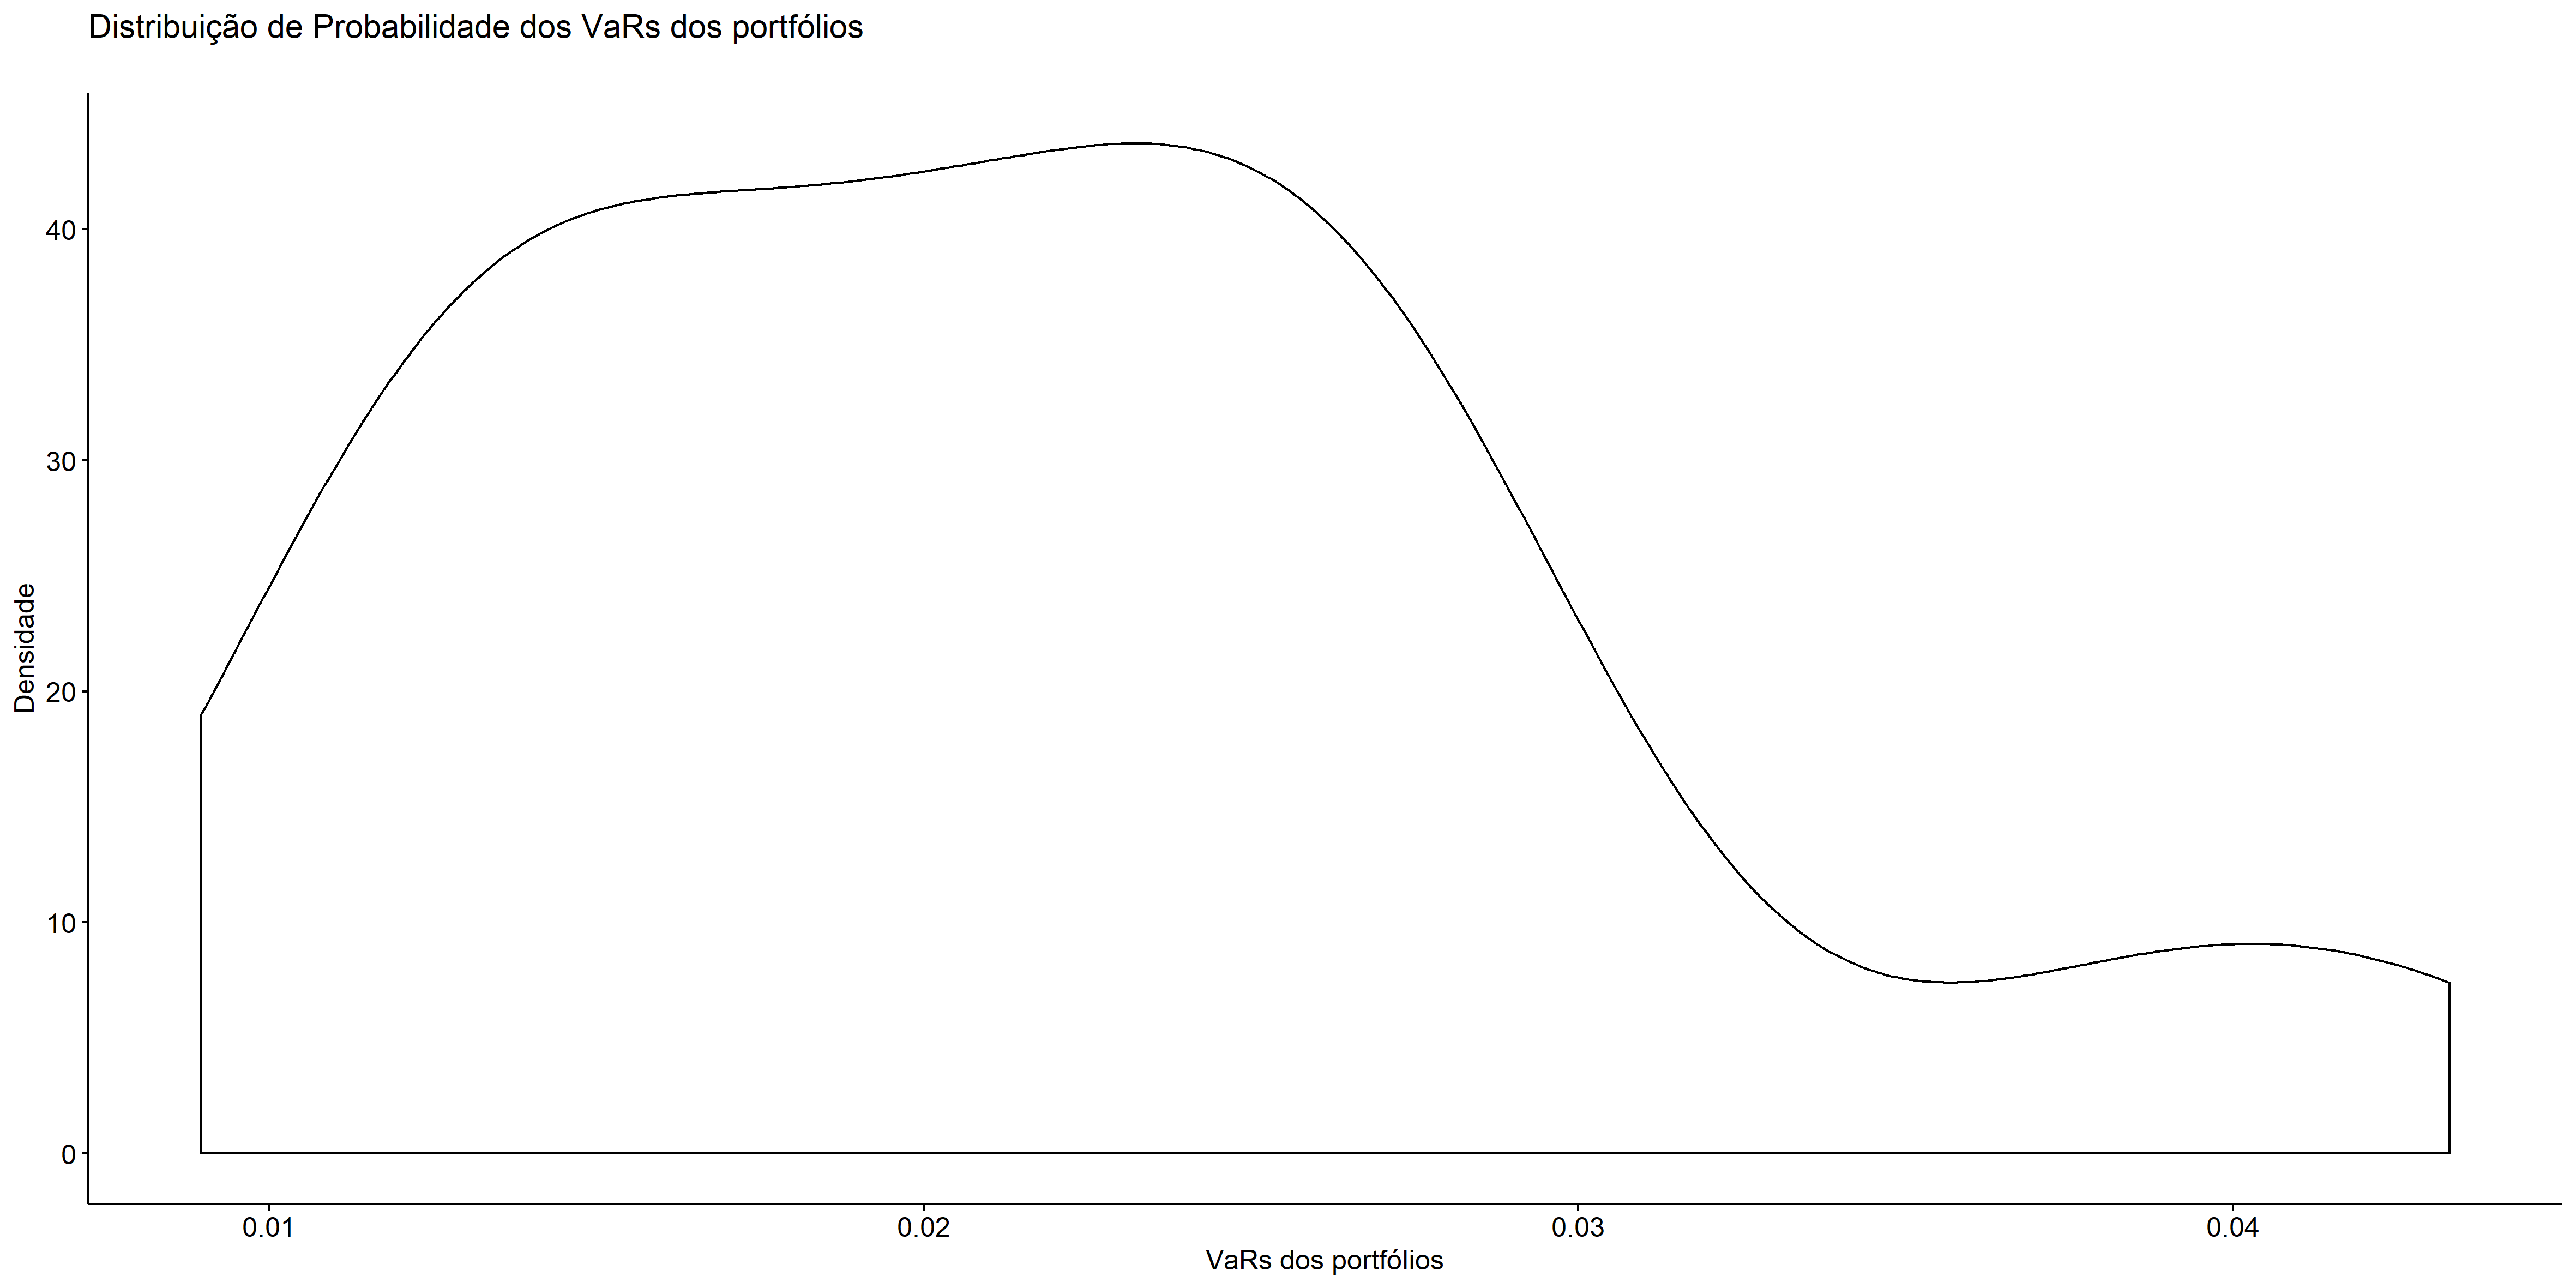 Distribuição de Probabilidade dos VaRs dos portfólios
Densidade
40
30
20
10
0
0.01 0.02 0.03 0.04
VaRs dos portfólios